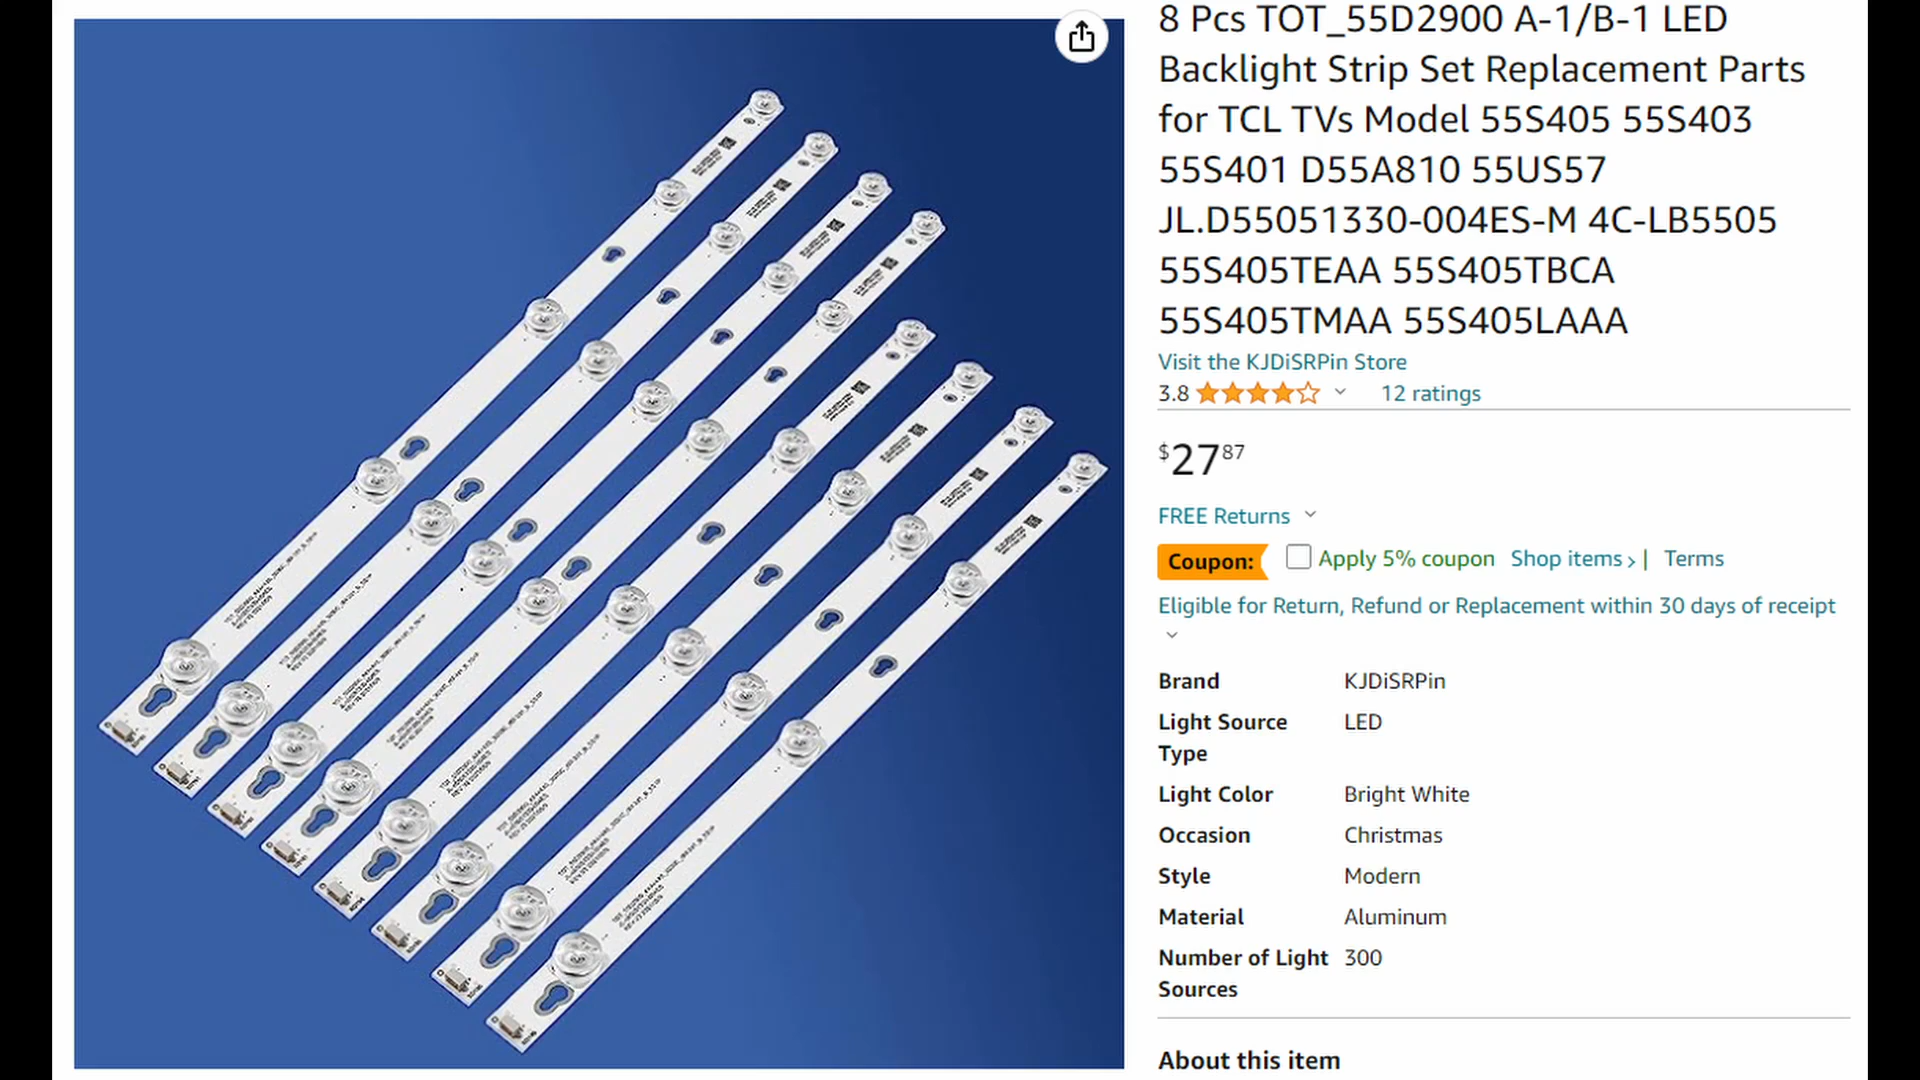 8 Pcs TOT_55D2900 A-1/B-1 LED
Backlight Strip Set Replacement Parts
for TCL TVs Model 55S405 55S403
55S401 D55A810 55US57
JL.D55051330-004ES-M 4C-LB5505
55S405TEAA 55S405TBCA
55S405TMAA 55S405LAAA
Visit the KJDiSRPin Store
3.8 12 ratings
$27 87
FREE Returns
Coupon: Apply 5% coupon Shop items › | Terms
Eligible for Return, Refund or Replacement within 30 days of receipt
Brand KJDiSRPin
Light Source LED
Type
Light Color Bright White
Occasion Christmas
Style Modern
Material Aluminum
Number of Light 300
Sources
About this item